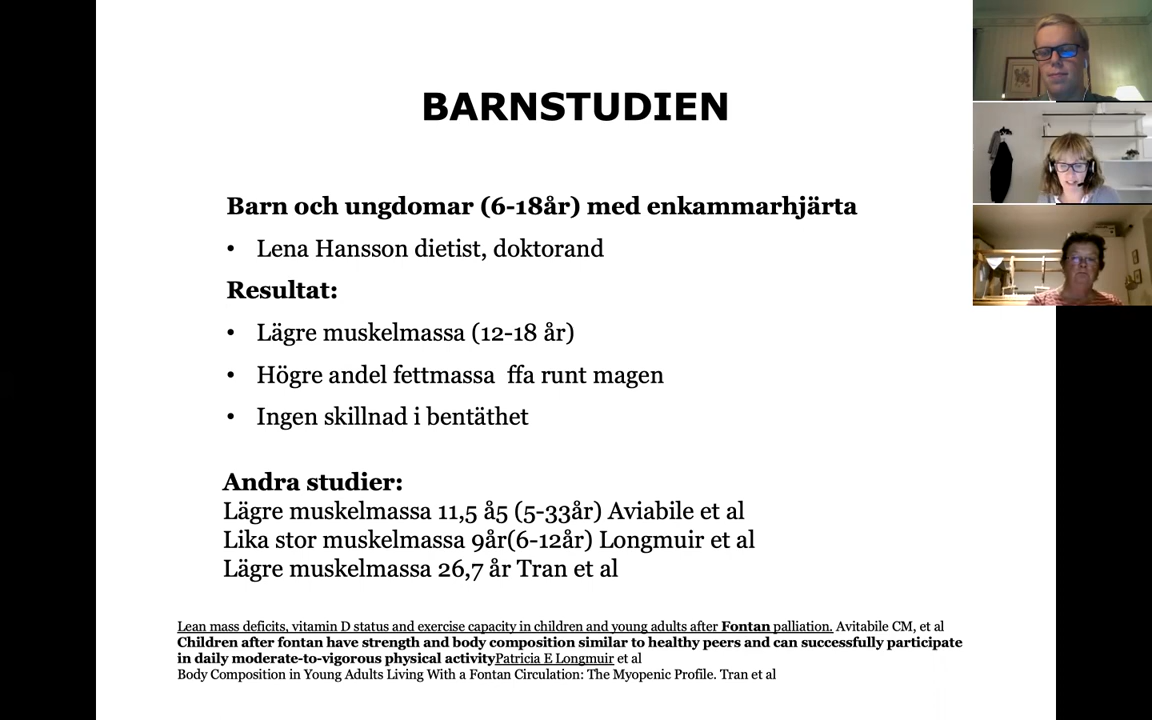 BARNSTUDIEN
Barn och ungdomar (6-18år) med enkammarhjärta
• Lena Hansson dietist, doktorand
Resultat:
• Lägre muskelmassa (12-18 år)
• Högre andel fettmassa  ffa runt magen
• Ingen skillnad i bentäthet
Andra studier:
Lägre muskelmassa 11,5 å5 (5-33år) Aviabile et al
Lika stor muskelmassa 9år(6-12år) Longmuir et al
Lägre muskelmassa 26,7 år Tran et al
Lean mass deficits, vitamin D status and exercise capacity in children and young adults after Fontan palliation. Avitabile CM, et al
Children after fontan have strength and body composition similar to healthy peers and can successfully participate
in daily moderate-to-vigorous physical activityPatricia E Longmuir et al
Body Composition in Young Adults Living With a Fontan Circulation: The Myopenic Profile. Tran et al